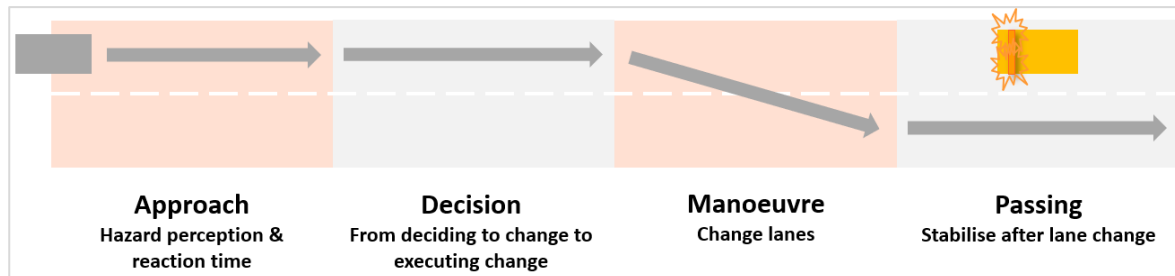 Approach
Hazard perception &
reaction time
Decision
From deciding to change to
executing change
Manoeuvre
Change lanes
Passing
Stabilise after lane change